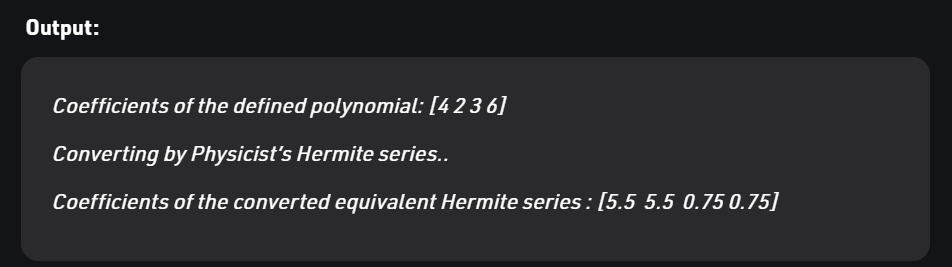 Output:
Coefficients of the defined polynomial: [4 2 3 6]
Converting by Physicist's Hermite series..
Coefficients of the converted equivalent Hermite series : [5.5 5.5 0.75 0.75]